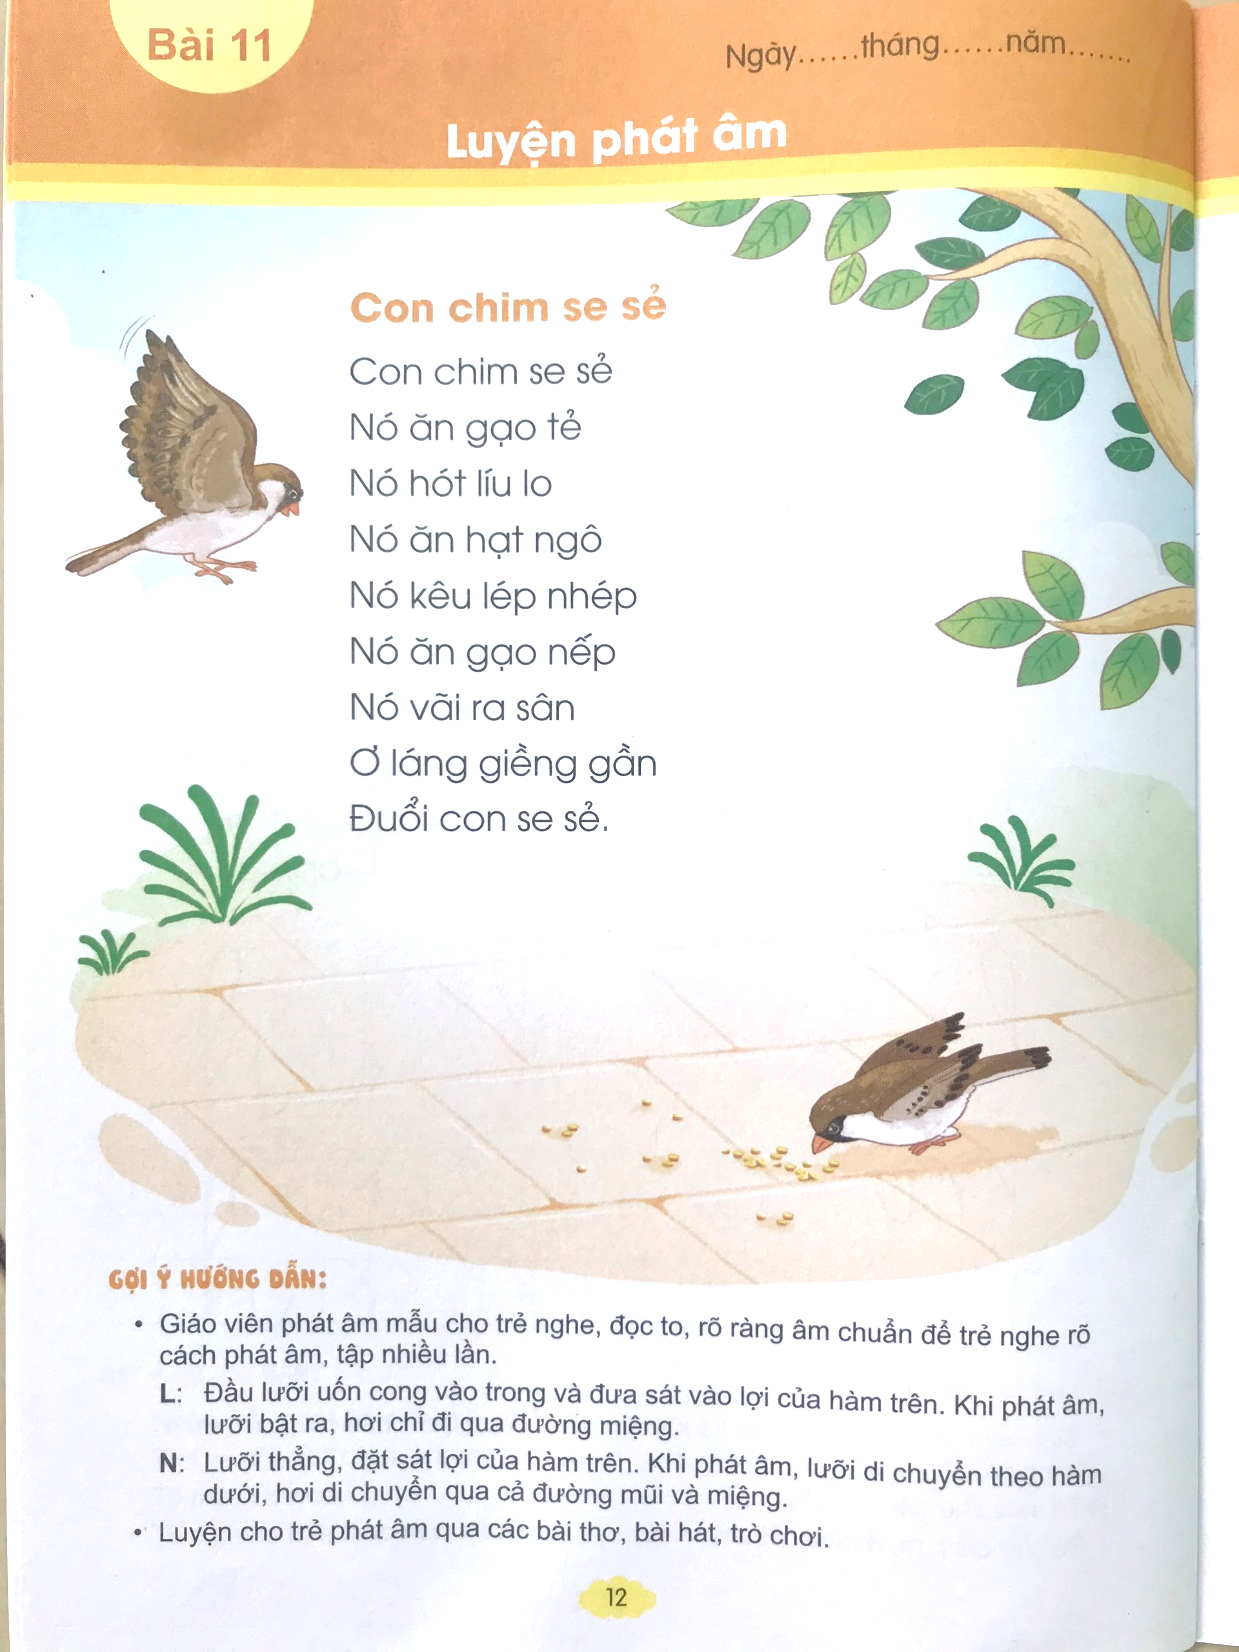 Bài 11
Ngày......tháng......năm.......
Luyện phát âm
Con chim se sẻ
Con chim se sẻ
Nó ăn gạo tẻ
Nó hót líu lo
Nó ăn hạt ngô
Nó kêu lép nhép
Nó ăn gạo nếp
Nó vãi ra sân
Ơ láng giềng gần
Đuổi con se sẻ.
GỢI Ý HƯỚNG DẪN:
• Giáo viên phát âm mẫu cho trẻ nghe, đọc to, rõ ràng âm chuẩn để trẻ nghe rõ
cách phát âm, tập nhiều lần.
L: Đầu lưỡi uốn cong vào trong và đưa sát vào lợi của hàm trên. Khi phát âm,
lưỡi bật ra, hơi chỉ đi qua đường miệng.
N: Lưỡi thẳng, đặt sát lợi của hàm trên. Khi phát âm, lưỡi di chuyển theo hàm
dưới, hơi di chuyển qua cả đường mũi và miệng.
• Luyện cho trẻ phát âm qua các bài thơ, bài hát, trò chơi.
12